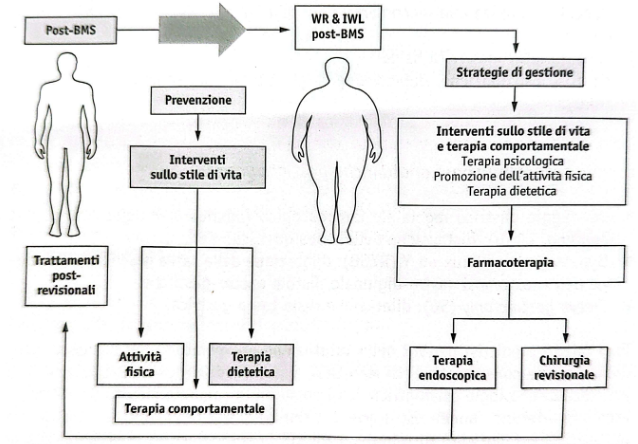 Post-BMS
WR & IWL
post-BMS
Strategie di gestione
Prevenzione
Interventi
sullo stile di vita
Interventi sullo stile di vita
e terapia comportamentale
Terapia psicologica
Promozione dell'attività fisica
Terapia dietetica
Trattamenti
post-
revisionali
Farmacoterapia
Attività
fisica
Terapia
dietetica
Terapia comportamentale
Terapia
endoscopica
Chirurgia
revisionale